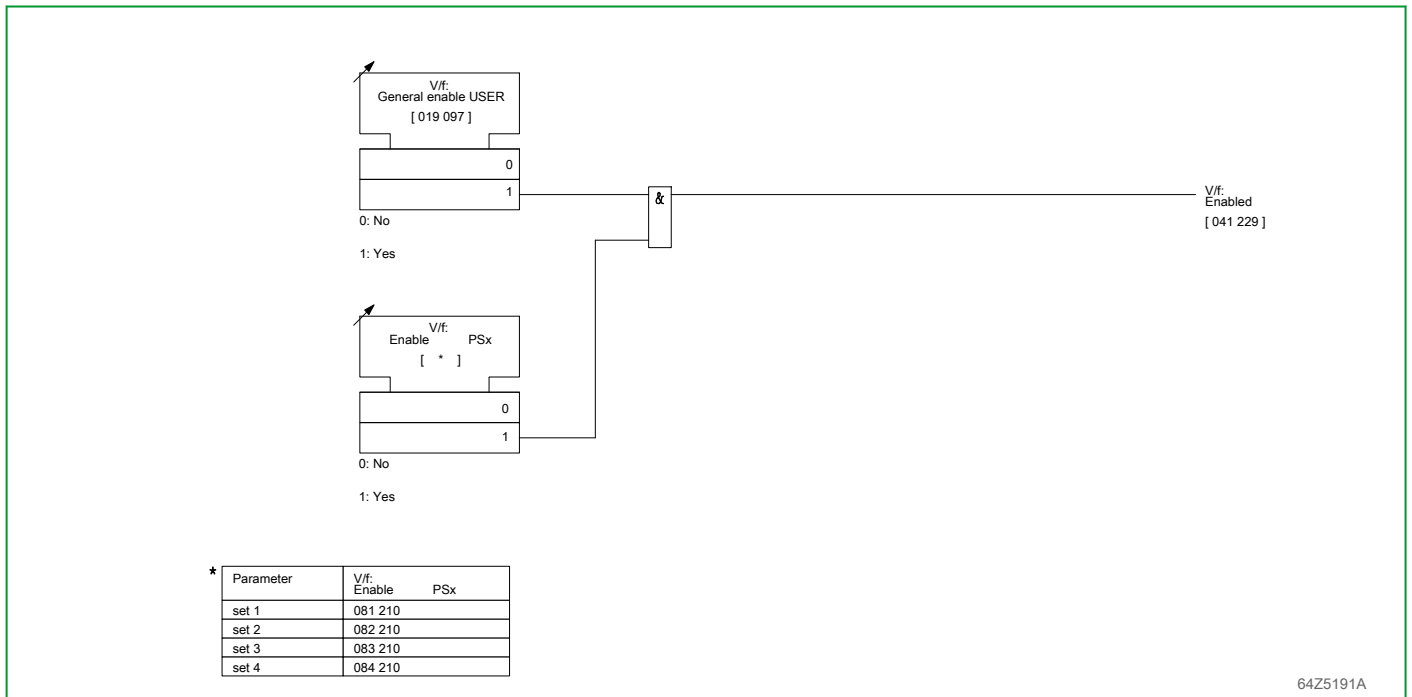 V/f:
General enable USER
[ 019 097 ]
0
1
0: No
1: Yes
&
V/f:
Enabled
[ 041 229 ]
V/f:
Enable PSx
[ * ]
0
1
0: No
1: Yes
*
Parameter V/f:
Enable PSx
set 1 081 210
set 2 082 210
set 3 083 210
set 4 084 210
64Z5191A